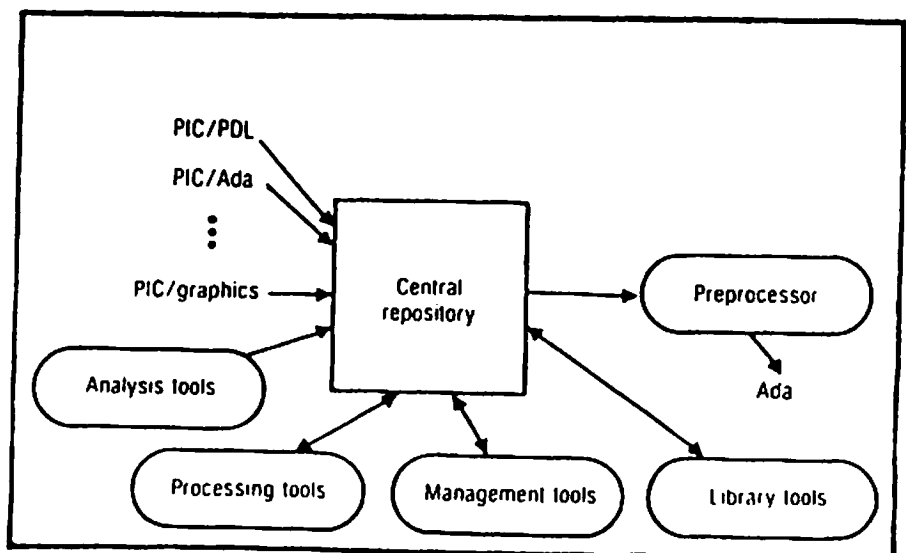 PIC/PDL
PIC/Ada
PIC/graphics
Central
repository
Preprocessor
Ada
Analysis tools
Processing tools
Management tools
Library tools